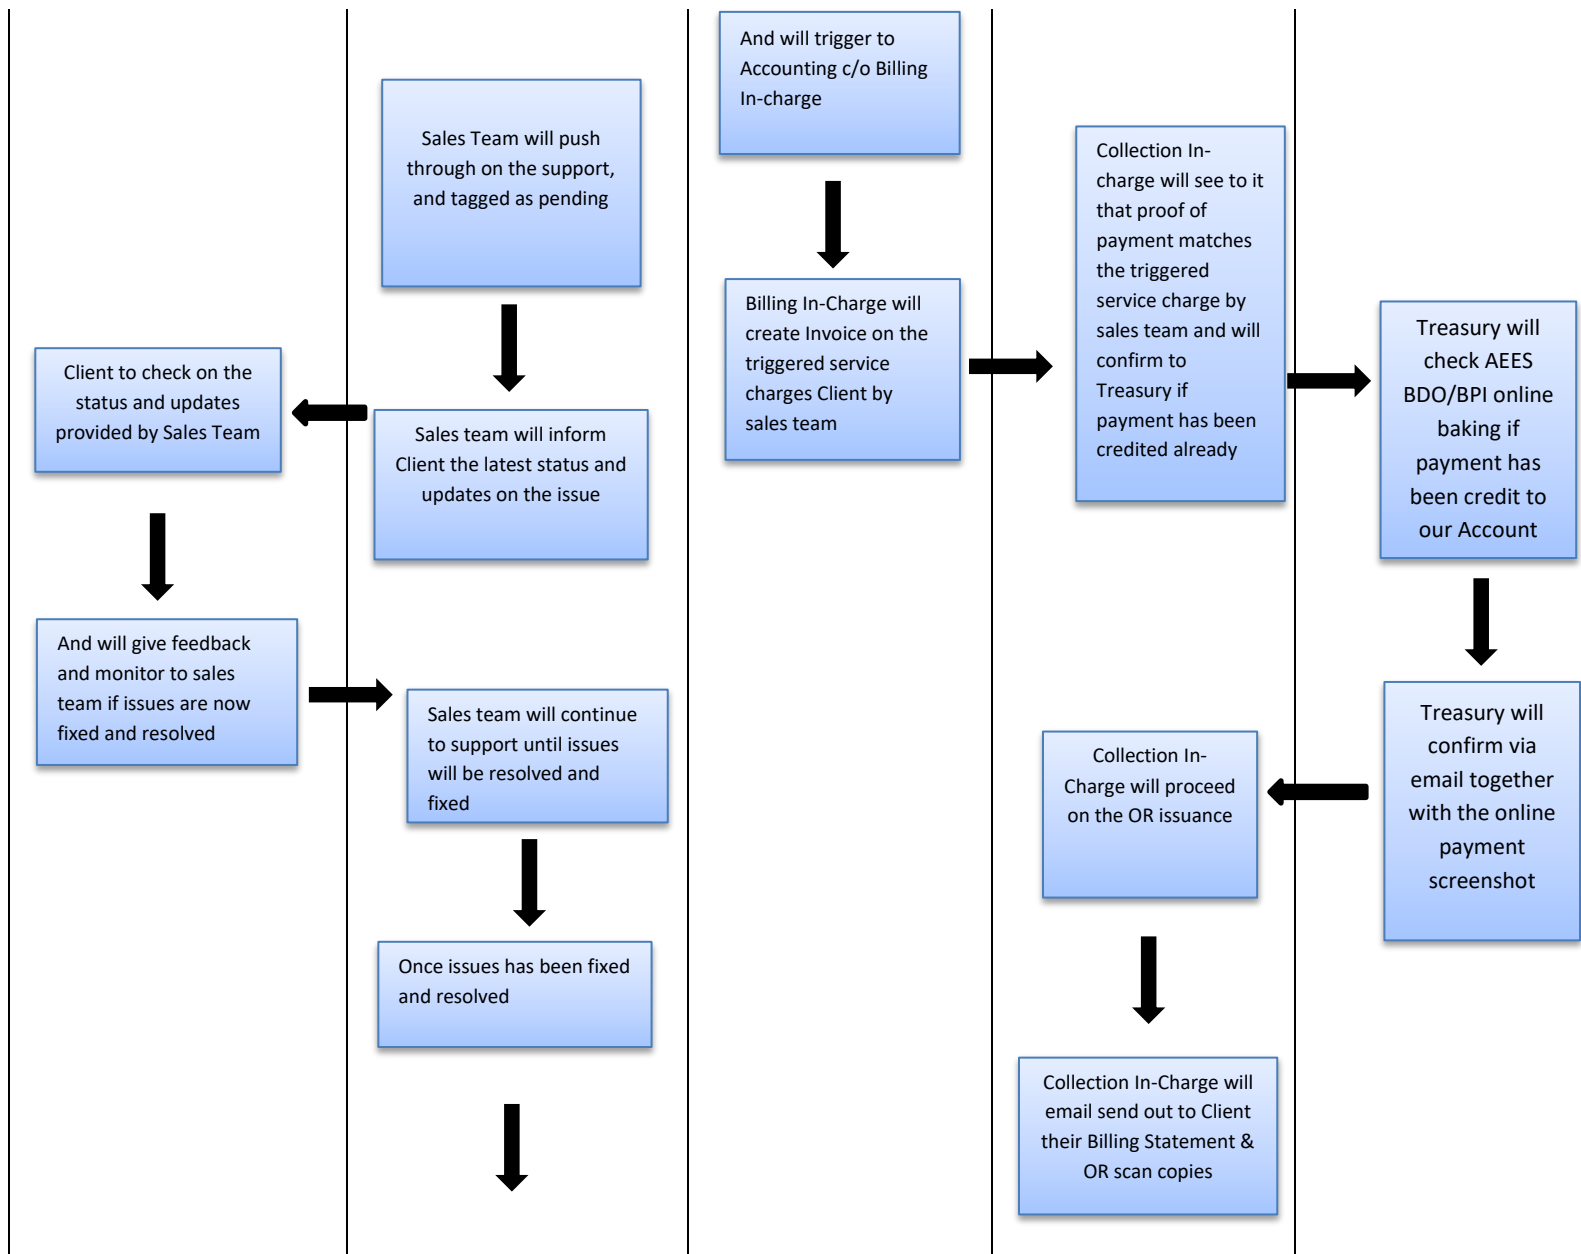 And will trigger to
Accounting c/o Billing
In-charge
Sales Team will push
through on the support,
and tagged as pending
Collection In-
charge will see to it
that proof of
payment matches
the triggered
service charge by
sales team and will
confirm to
Treasury if
payment has been
credited already
Billing In-Charge will
create Invoice on the
triggered service
charges Client by
sales team
Treasury will
check AEES
BDO/BPI online
baking if
payment has
been credit to
our Account
Client to check on the
status and updates
provided by Sales Team
Sales team will inform
Client the latest status and
updates on the issue
And will give feedback
and monitor to sales
team if issues are now
fixed and resolved
Sales team will continue
to support until issues
will be resolved and
fixed
Treasury will
confirm via
email together
with the online
payment
screenshot
Collection In-
Charge will proceed
on the OR issuance
Once issues has been fixed
and resolved
Collection In-Charge will
email send out to Client
their Billing Statement &
OR scan copies